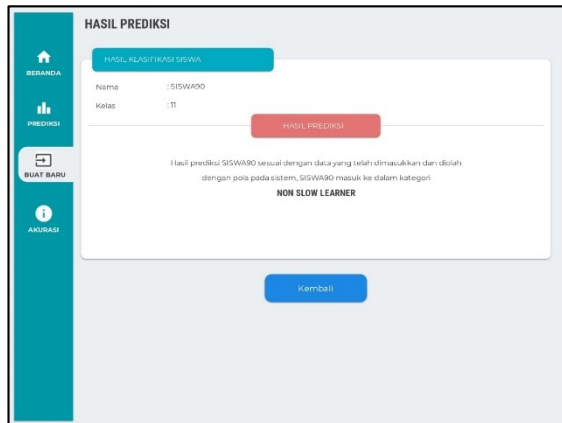 HASIL PREDIKSI
BERANDA
PREDIKSI
BUAT BARU
AKURASI
HASIL KLASIFIKASI SISWA
Nama : SISWA90
Kelas : 11
HASIL PREDIKSI
Hasil prediksi SISWA90 sesuai dengan data yang telah dimasukkan dan diolah
dengan pola pada sistem, SISWA90 masuk ke dalam kategori
NON SLOW LEARNER
Kembali